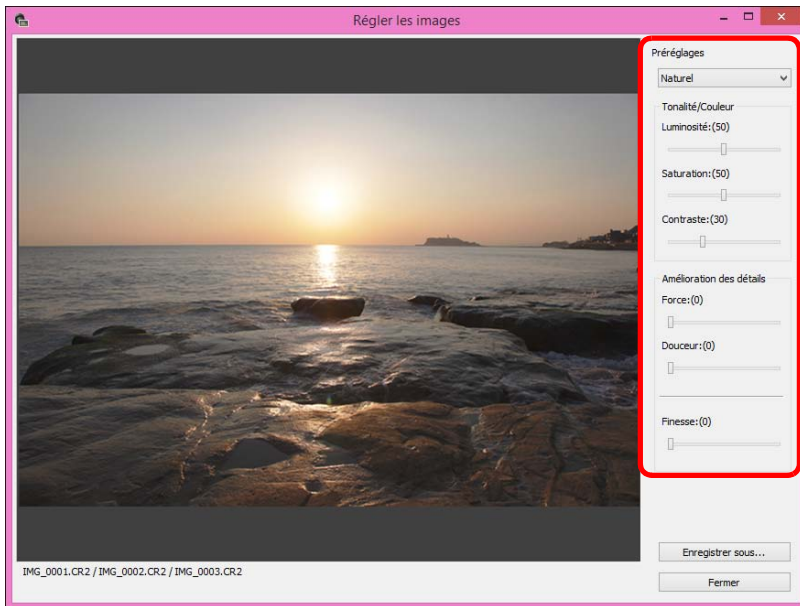 Régler les images
Préréglages
Naturel
Tonalité/Couleur
Luminosité:(50)
Saturation:(50)
Contraste:(30)
Amélioration des détails
Force:(0)
Douceur:(0)
Finesse:(0)
Enregistrer sous...
Fermer
IMG_0001.CR2 / IMG_0002.CR2 / IMG_0003.CR2